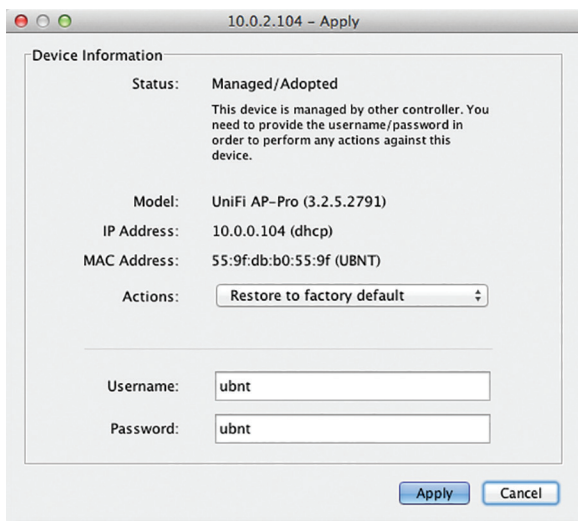 10.0.2.104 – Apply
Device Information
Status: Managed/Adopted
This device is managed by other controller. You
need to provide the username/password in
order to perform any actions against this
device.
Model: UniFi AP-Pro (3.2.5.2791)
IP Address: 10.0.0.104 (dhcp)
MAC Address: 55:9f:db:b0:55:9f (UBNT)
Actions: Restore to factory default
Username: ubnt
Password: ubnt
Apply Cancel